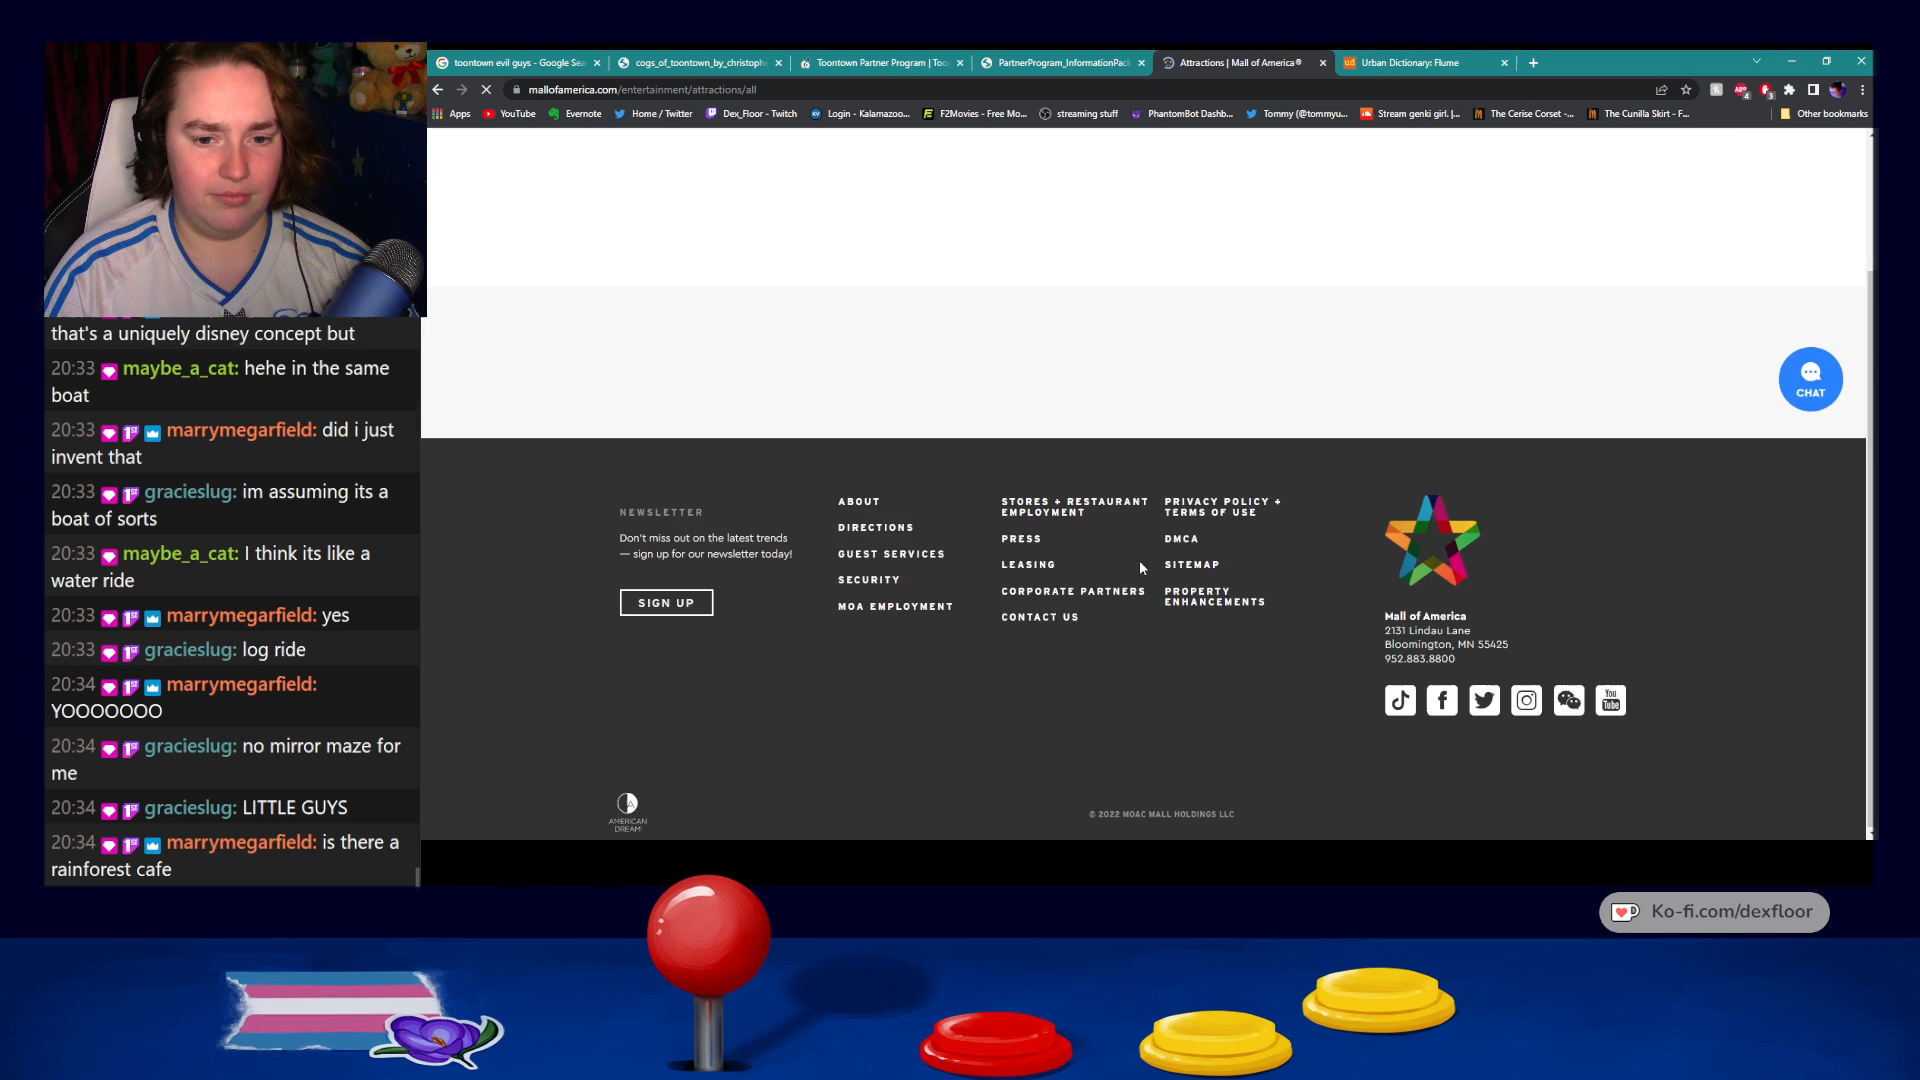 toontown evil guys - Google Sea
cogs_of_toontown_by_christophe
Toontown Partner Program | Too
PartnerProgram_InformationPac
Attractions | Mall of America®
Urban Dictionary: Flume
mallofamerica.com/entertainment/attractions/all
Apps
YouTube
Evernote
Home / Twitter
Dex_Floor - Twitch
Login - Kalamazoo...
F2Movies - Free Mo...
streaming stuff
PhantomBot Dashb...
Tommy (@tommyu...
Stream genki girl. |...
The Cerise Corset -...
The Cunilla Skirt - F...
Other bookmarks
that's a uniquely disney concept but
20:33 maybe_a_cat: hehe in the same
boat
20:33 marrymegarfield: did i just
invent that
20:33 gracieslug: im assuming its a
boat of sorts
20:33 maybe_a_cat: I think its like a
water ride
20:33 marrymegarfield: yes
20:33 gracieslug: log ride
20:34 marrymegarfield:
YOOOOOOO
20:34 gracieslug: no mirror maze for
me
20:34 gracieslug: LITTLE GUYS
20:34 marrymegarfield: is there a
rainforest cafe
CHAT
NEWSLETTER
Don't miss out on the latest trends
— sign up for our newsletter today!
SIGN UP
ABOUT
DIRECTIONS
GUEST SERVICES
SECURITY
MOA EMPLOYMENT
STORES + RESTAURANT
EMPLOYMENT
PRESS
LEASING
CORPORATE PARTNERS
CONTACT US
PRIVACY POLICY +
TERMS OF USE
DMCA
SITEMAP
PROPERTY
ENHANCEMENTS
Mall of America
2131 Lindau Lane
Bloomington, MN 55425
952.883.8800
You
Tube
AMERICAN
DREAM
© 2022 MOAC MALL HOLDINGS LLC
Ko-fi.com/dexfloor